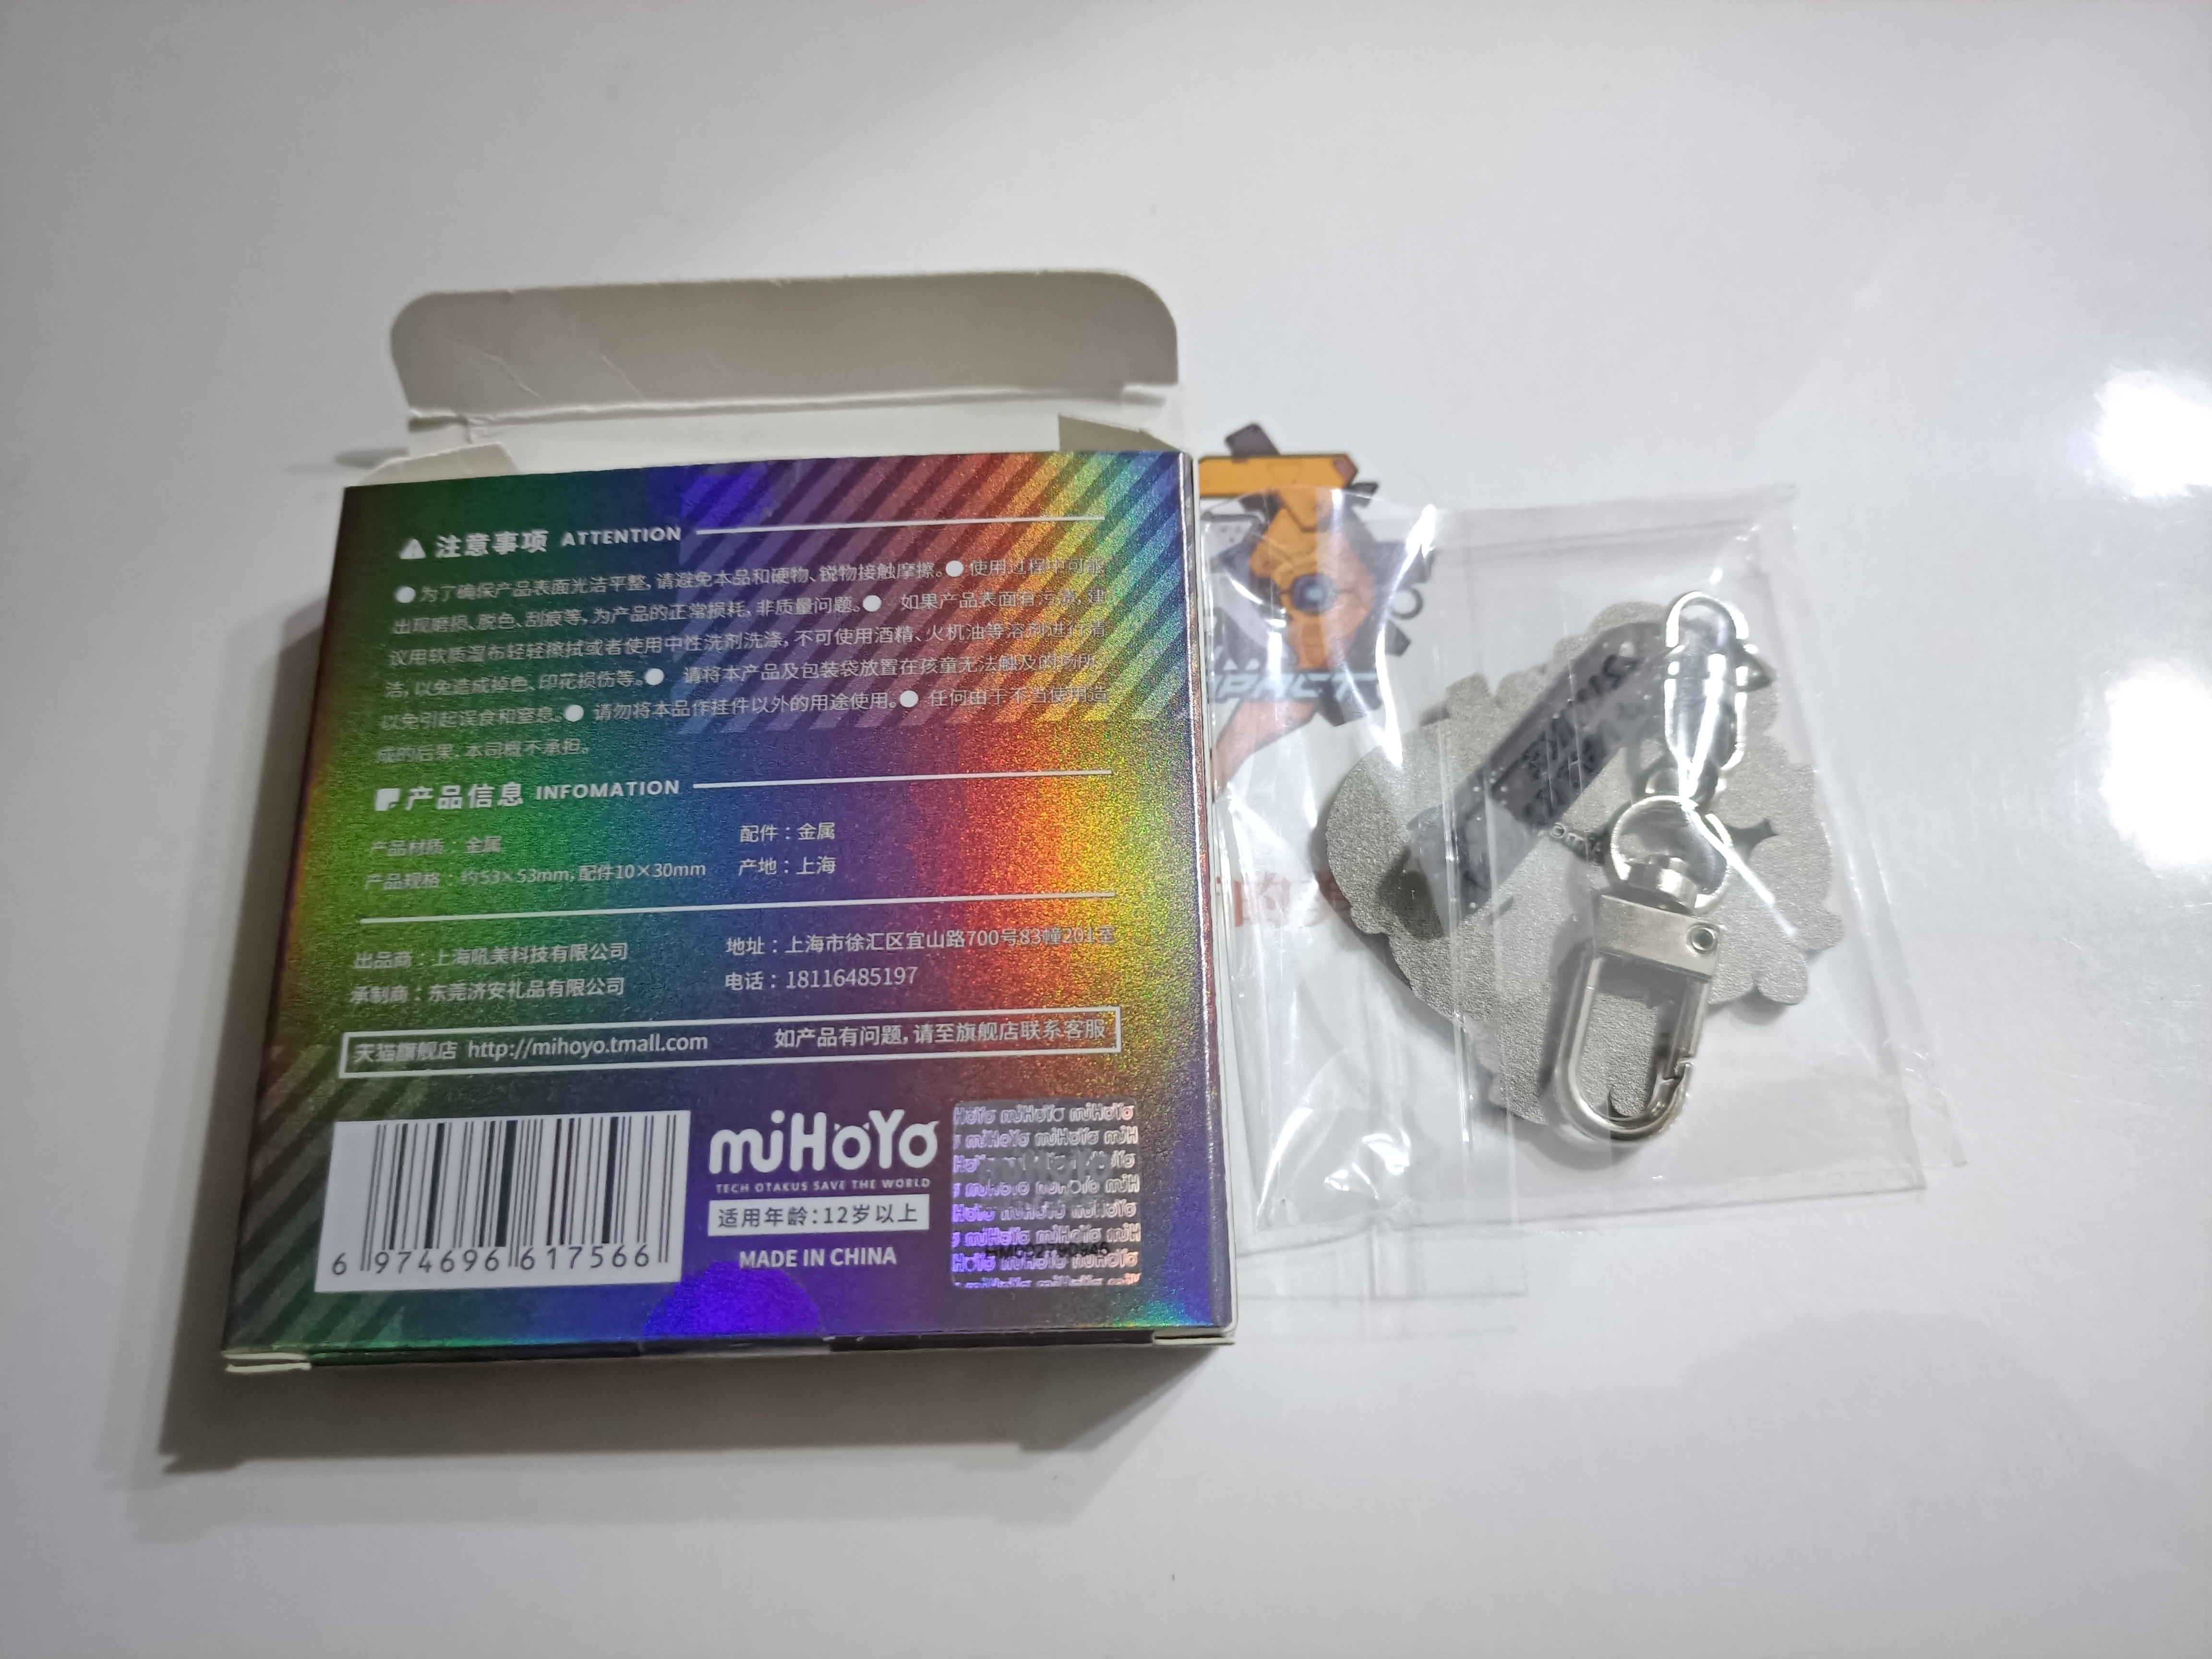 注意事项 ATTENTION
●为了确保产品表面光洁平整,请避免本品和硬物、锐物接触摩擦。● 使用过程中可能
出现磨损、脱色、刮痕等,为产品的正常损耗,非质量问题。● 如果产品表面有污渍,建
议用软质湿布轻轻擦拭或者使用中性洗剂洗涤,不可使用酒精、火机油等溶剂进行清
洁,以免造成掉色、印花损伤等。● 请将本产品及包装袋放置在孩童无法触及的场所,
以免引起误食和窒息。● 请勿将本品作挂件以外的用途使用。● 任何由于不当使用造
成的后果,本司概不承担。
产品信息 INFOMATION
产品材质:金属 配件:金属
产品规格:约53×53mm,配件10×30mm 产地:上海
出品商:上海吼美科技有限公司 地址:上海市徐汇区宜山路700号83幢201室
承制商:东莞济安礼品有限公司 电话:18116485197
天猫旗舰店 http://mihoyo.tmall.com 如产品有问题,请至旗舰店联系客服
miHoYo
TECH OTAKUS SAVE THE WORLD
适用年龄:12岁以上
MADE IN CHINA
6 974696 617566
miHoYo miHoYo